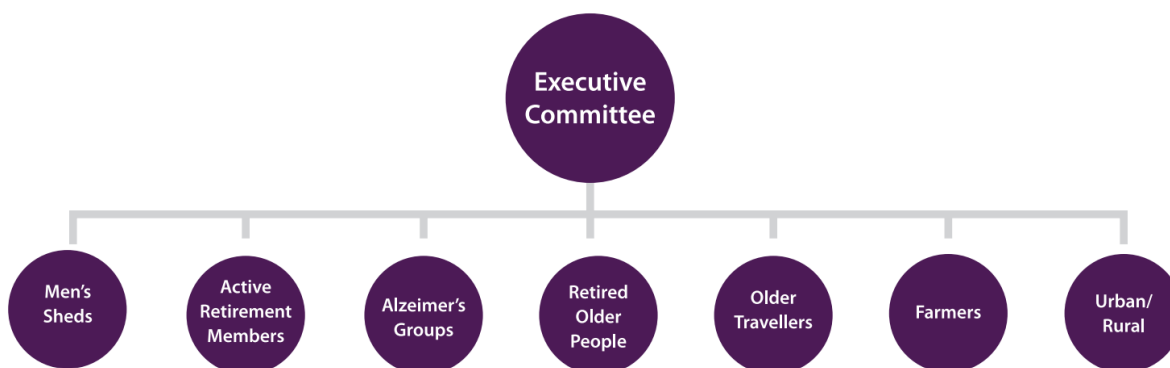 Executive
Committee
Men's
Sheds
Active
Retirement
Members
Alzeimer's
Groups
Retired
Older
People
Older
Travellers
Farmers
Urban/
Rural